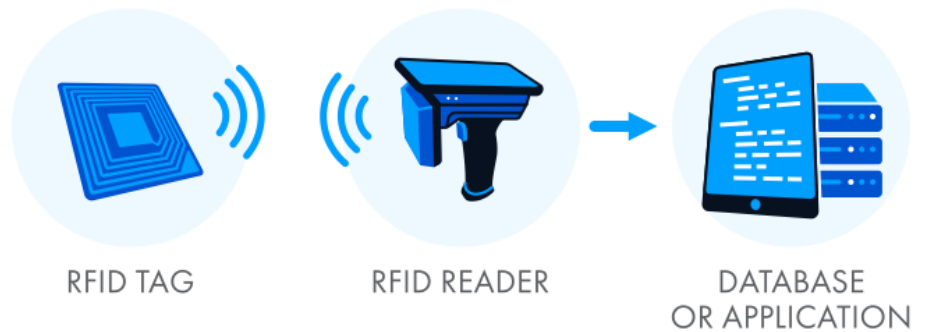 RFID TAG
RFID READER
DATABASE
OR APPLICATION